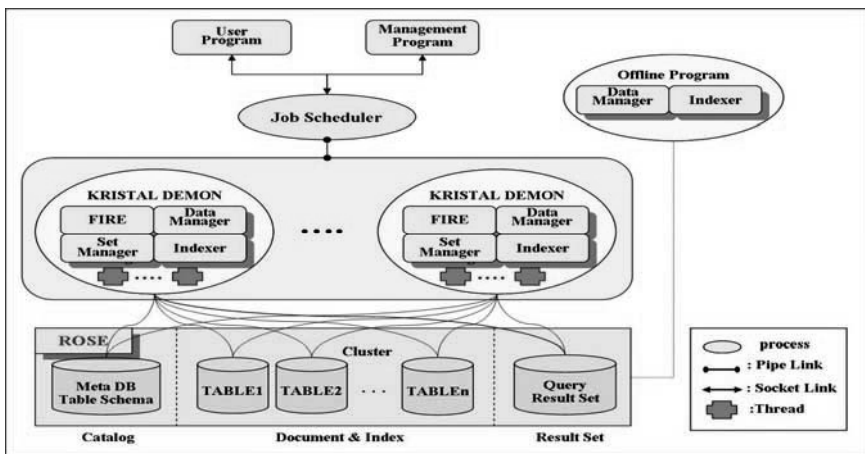 User
Program
Management
Program
Offline Program
Data
Manager
Indexer
Job Scheduler
KRISTAL DEMON
FIRE
Data
Manager
Set
Manager
Indexer
....
....
KRISTAL DEMON
FIRE
Data
Manager
Set
Manager
Indexer
....
ROSE
Cluster
Meta DB
Table Schema
TABLE1
TABLE2
...
TABLEn
Query
Result Set
Catalog
Document & Index
Result Set
process
: Pipe Link
: Socket Link
:Thread